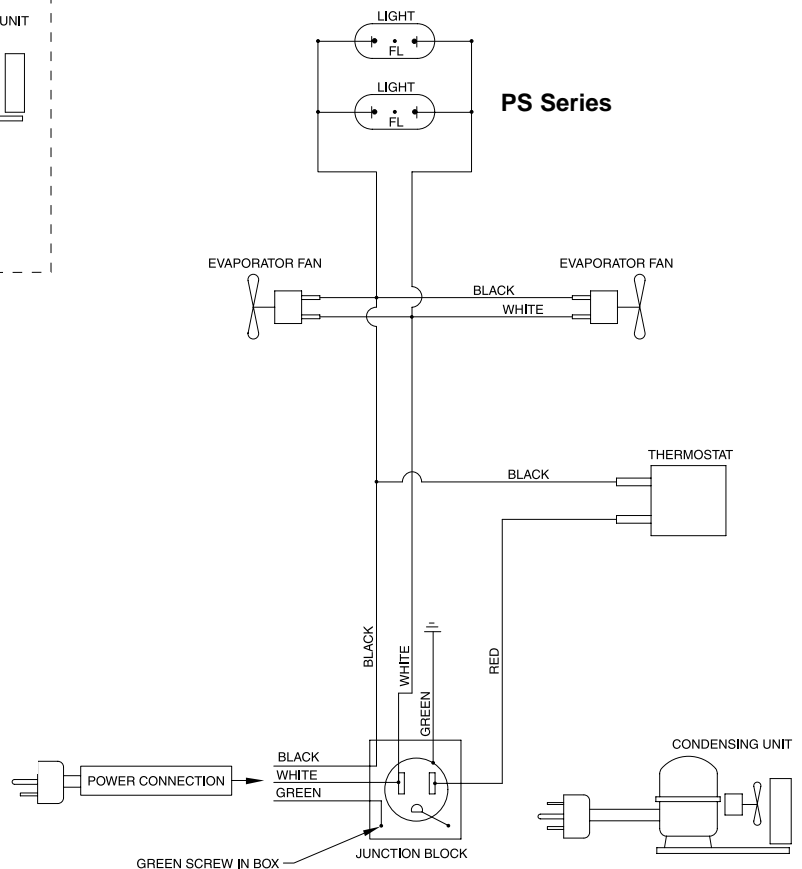 UNIT
LIGHT
FL
LIGHT
FL
PS Series
EVAPORATOR FAN
EVAPORATOR FAN
BLACK
WHITE
THERMOSTAT
BLACK
BLACK
WHITE
GREEN
RED
CONDENSING UNIT
BLACK
WHITE
GREEN
POWER CONNECTION
JUNCTION BLOCK
GREEN SCREW IN BOX